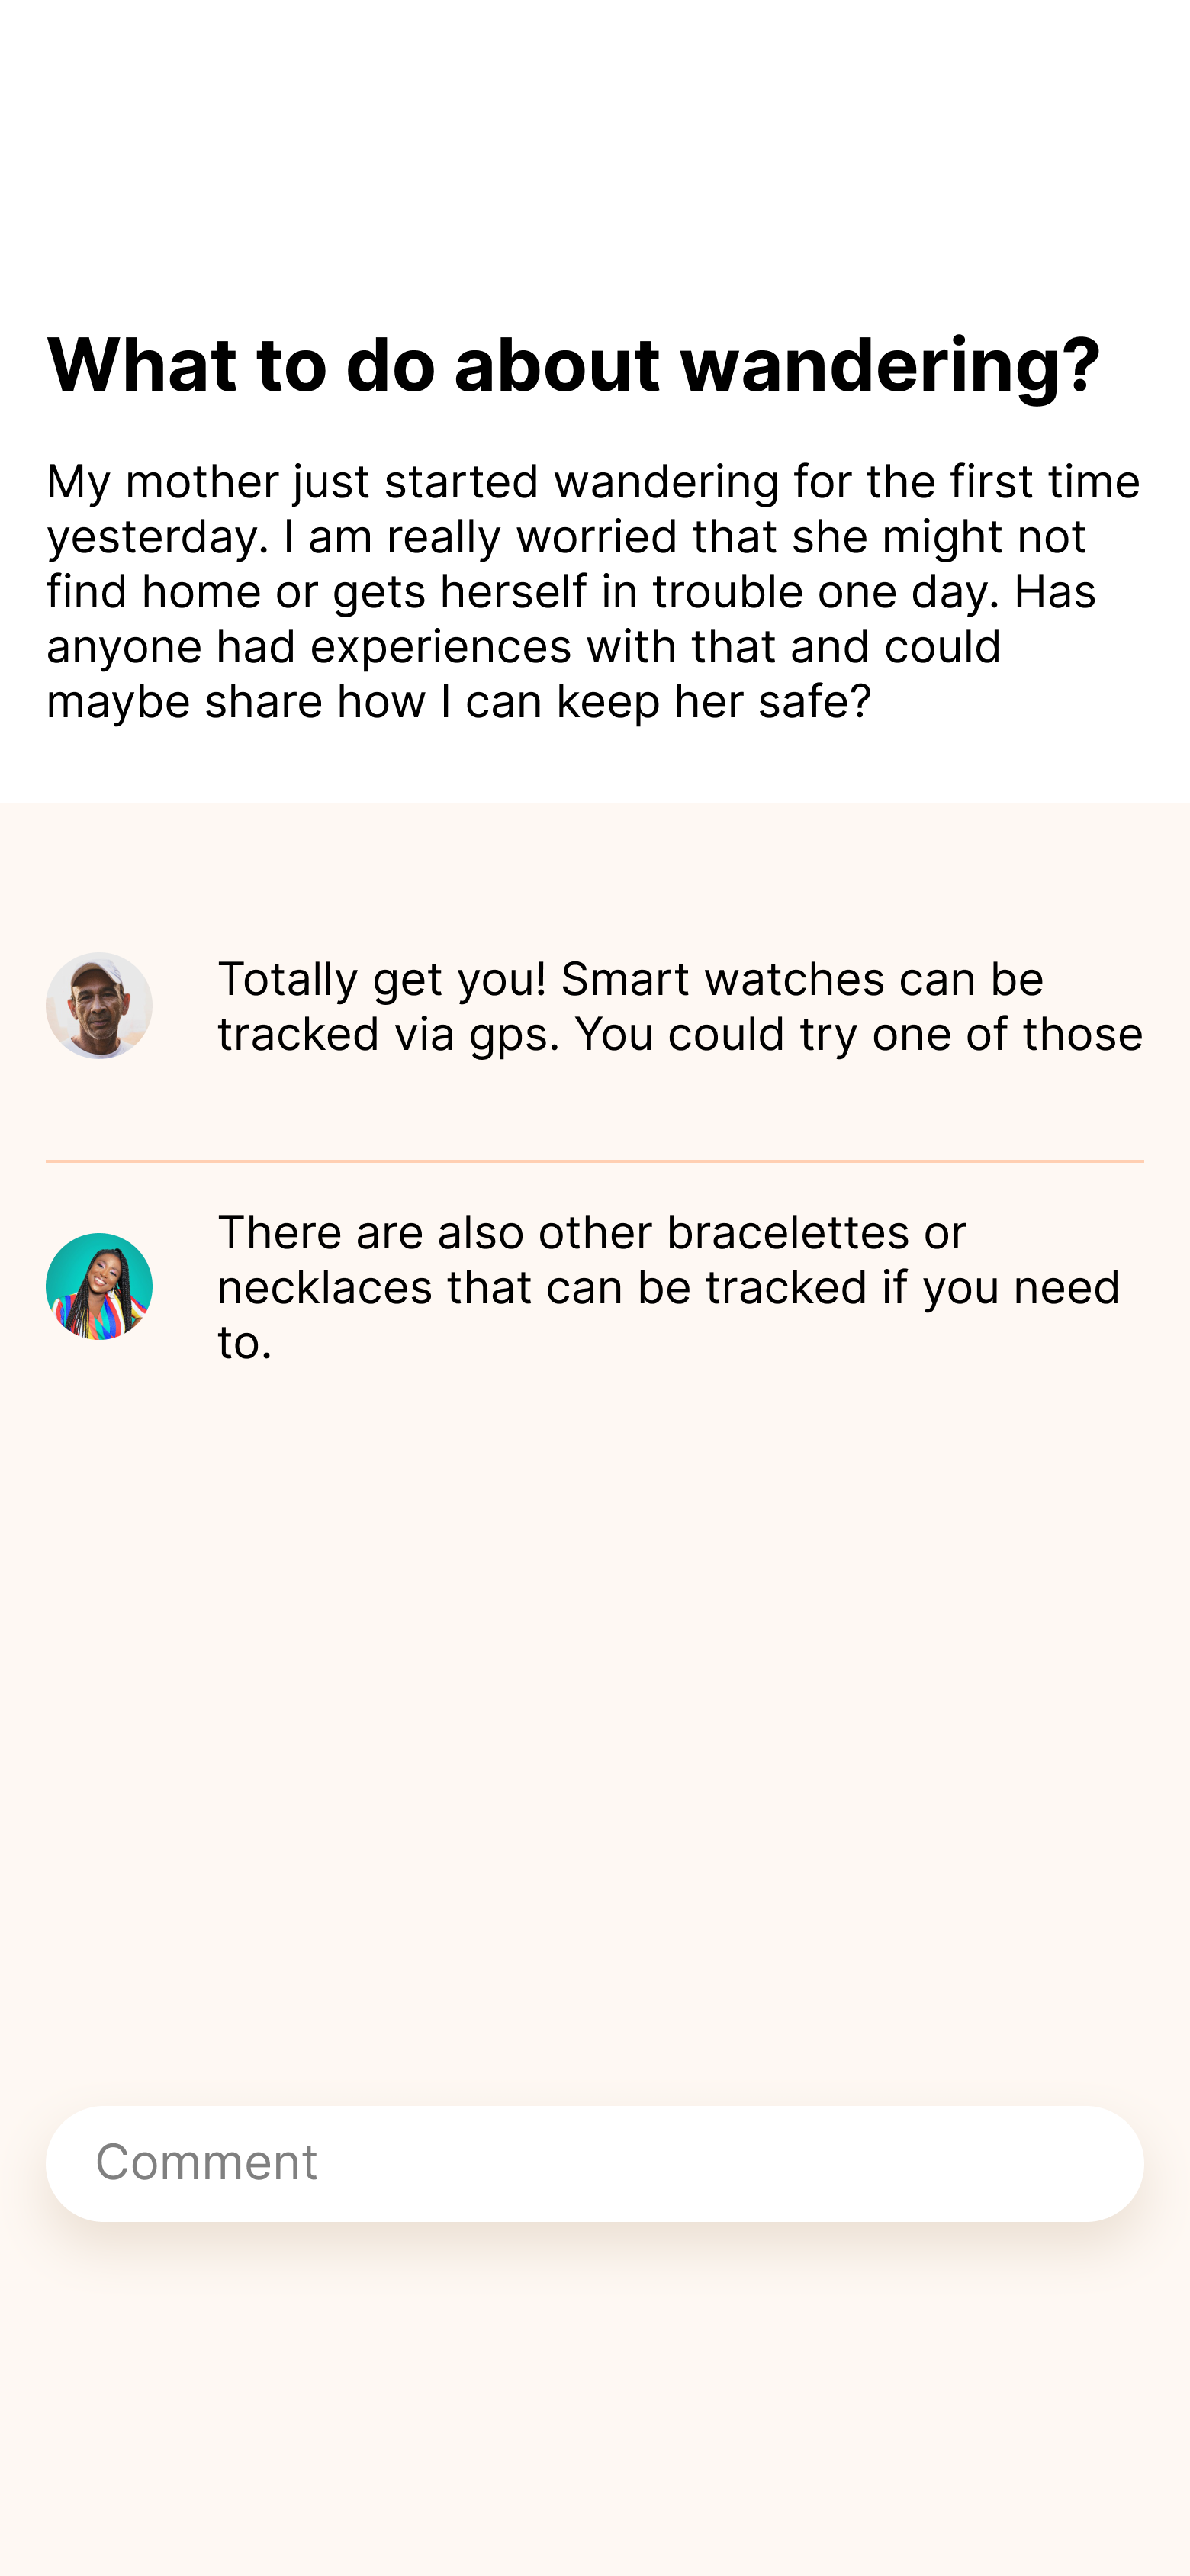 What to do about wandering?
My mother just started wandering for the first time
yesterday. I am really worried that she might not
find home or gets herself in trouble one day. Has
anyone had experiences with that and could
maybe share how I can keep her safe?
Totally get you! Smart watches can be
tracked via gps. You could try one of those
There are also other bracelettes or
necklaces that can be tracked if you need
to.
Comment